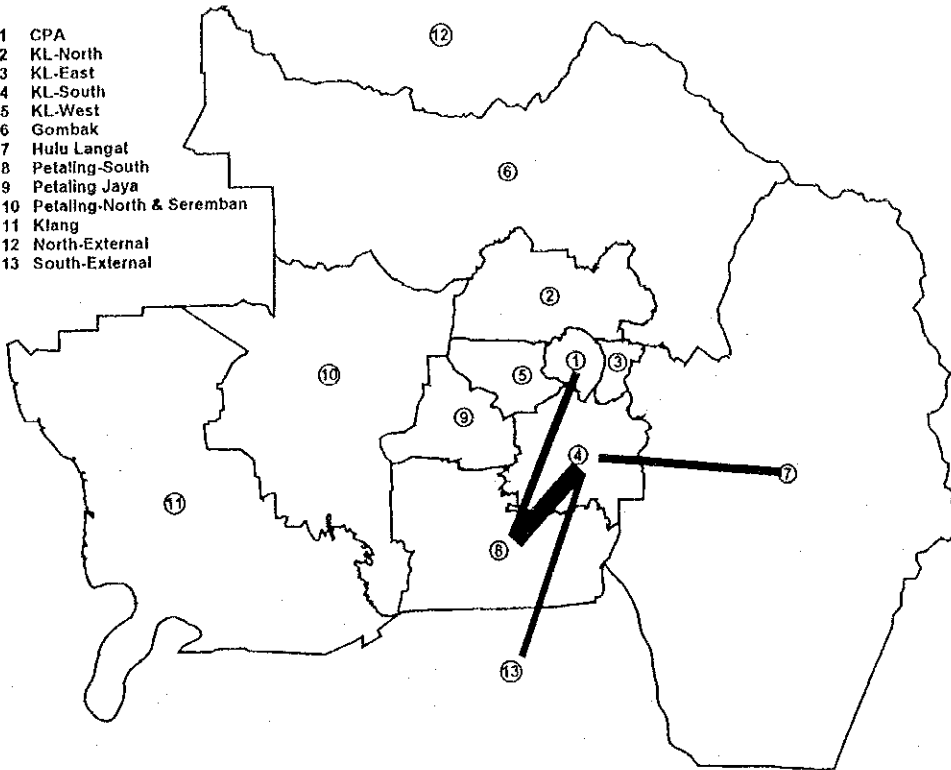 1 CPA
2 KL-North
3 KL-East
4 KL-South
5 KL-West
6 Gombak
7 Hulu Langat
8 Petaling-South
9 Petaling Jaya
10 Petaling-North & Seremban
11 Klang
12 North-External
13 South-External
12
6
2
1
3
10
5
9
4
7
11
8
13